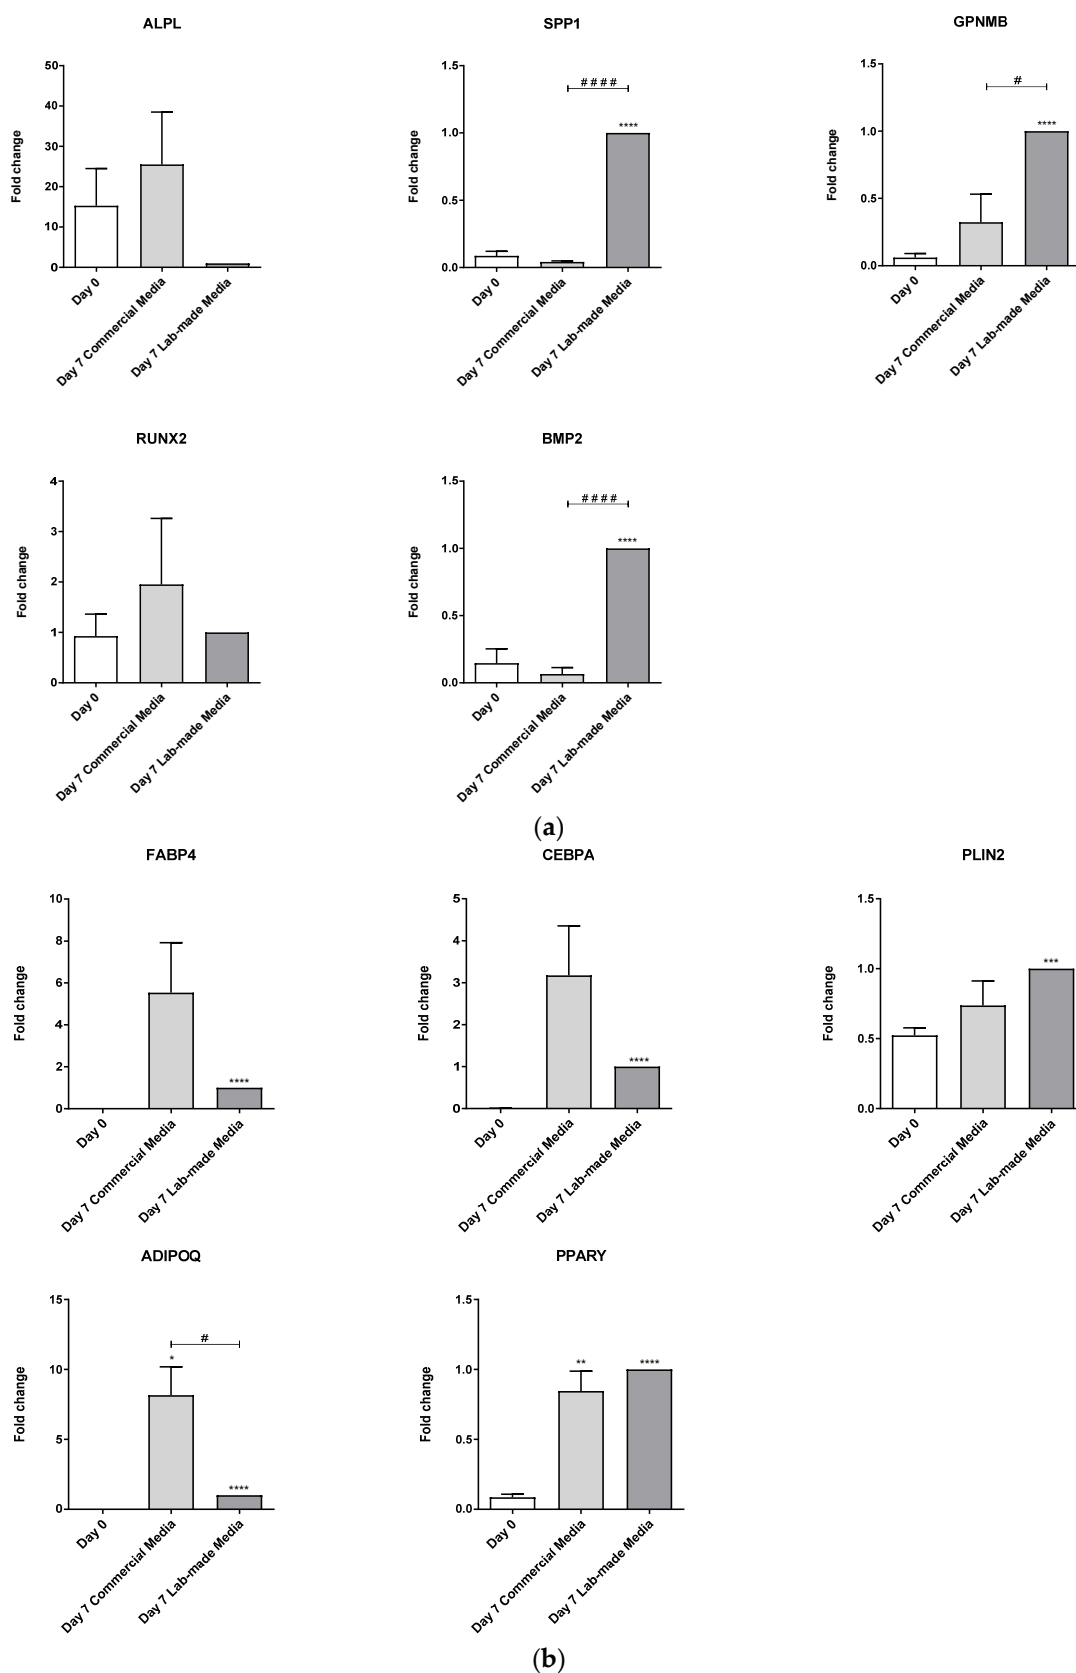 ALPL
Fold change
50
40
30
20
10
0
Day 0
Day 7 Commercial Media
Day 7 Lab-made Media
SPP1
Fold change
1.5
1.0
0.5
0.0
####
****
Day 0
Day 7 Commercial Media
Day 7 Lab-made Media
GPNMB
Fold change
1.5
1.0
0.5
0.0
#
****
Day 0
Day 7 Commercial Media
Day 7 Lab-made Media
RUNX2
Fold change
4
3
2
1
0
Day 0
Day 7 Commercial Media
Day 7 Lab-made Media
BMP2
Fold change
1.5
1.0
0.5
0.0
####
****
Day 0
Day 7 Commercial Media
Day 7 Lab-made Media
(a)
FABP4
Fold change
10
8
6
4
2
0
****
Day 0
Day 7 Commercial Media
Day 7 Lab-made Media
CEBPA
Fold change
5
4
3
2
1
0
****
Day 0
Day 7 Commercial Media
Day 7 Lab-made Media
PLIN2
Fold change
1.5
1.0
0.5
0.0
***
Day 0
Day 7 Commercial Media
Day 7 Lab-made Media
ADIPOQ
Fold change
15
10
5
0
#
*
****
Day 0
Day 7 Commercial Media
Day 7 Lab-made Media
PPARY
Fold change
1.5
1.0
0.5
0.0
**
****
Day 0
Day 7 Commercial Media
Day 7 Lab-made Media
(b)